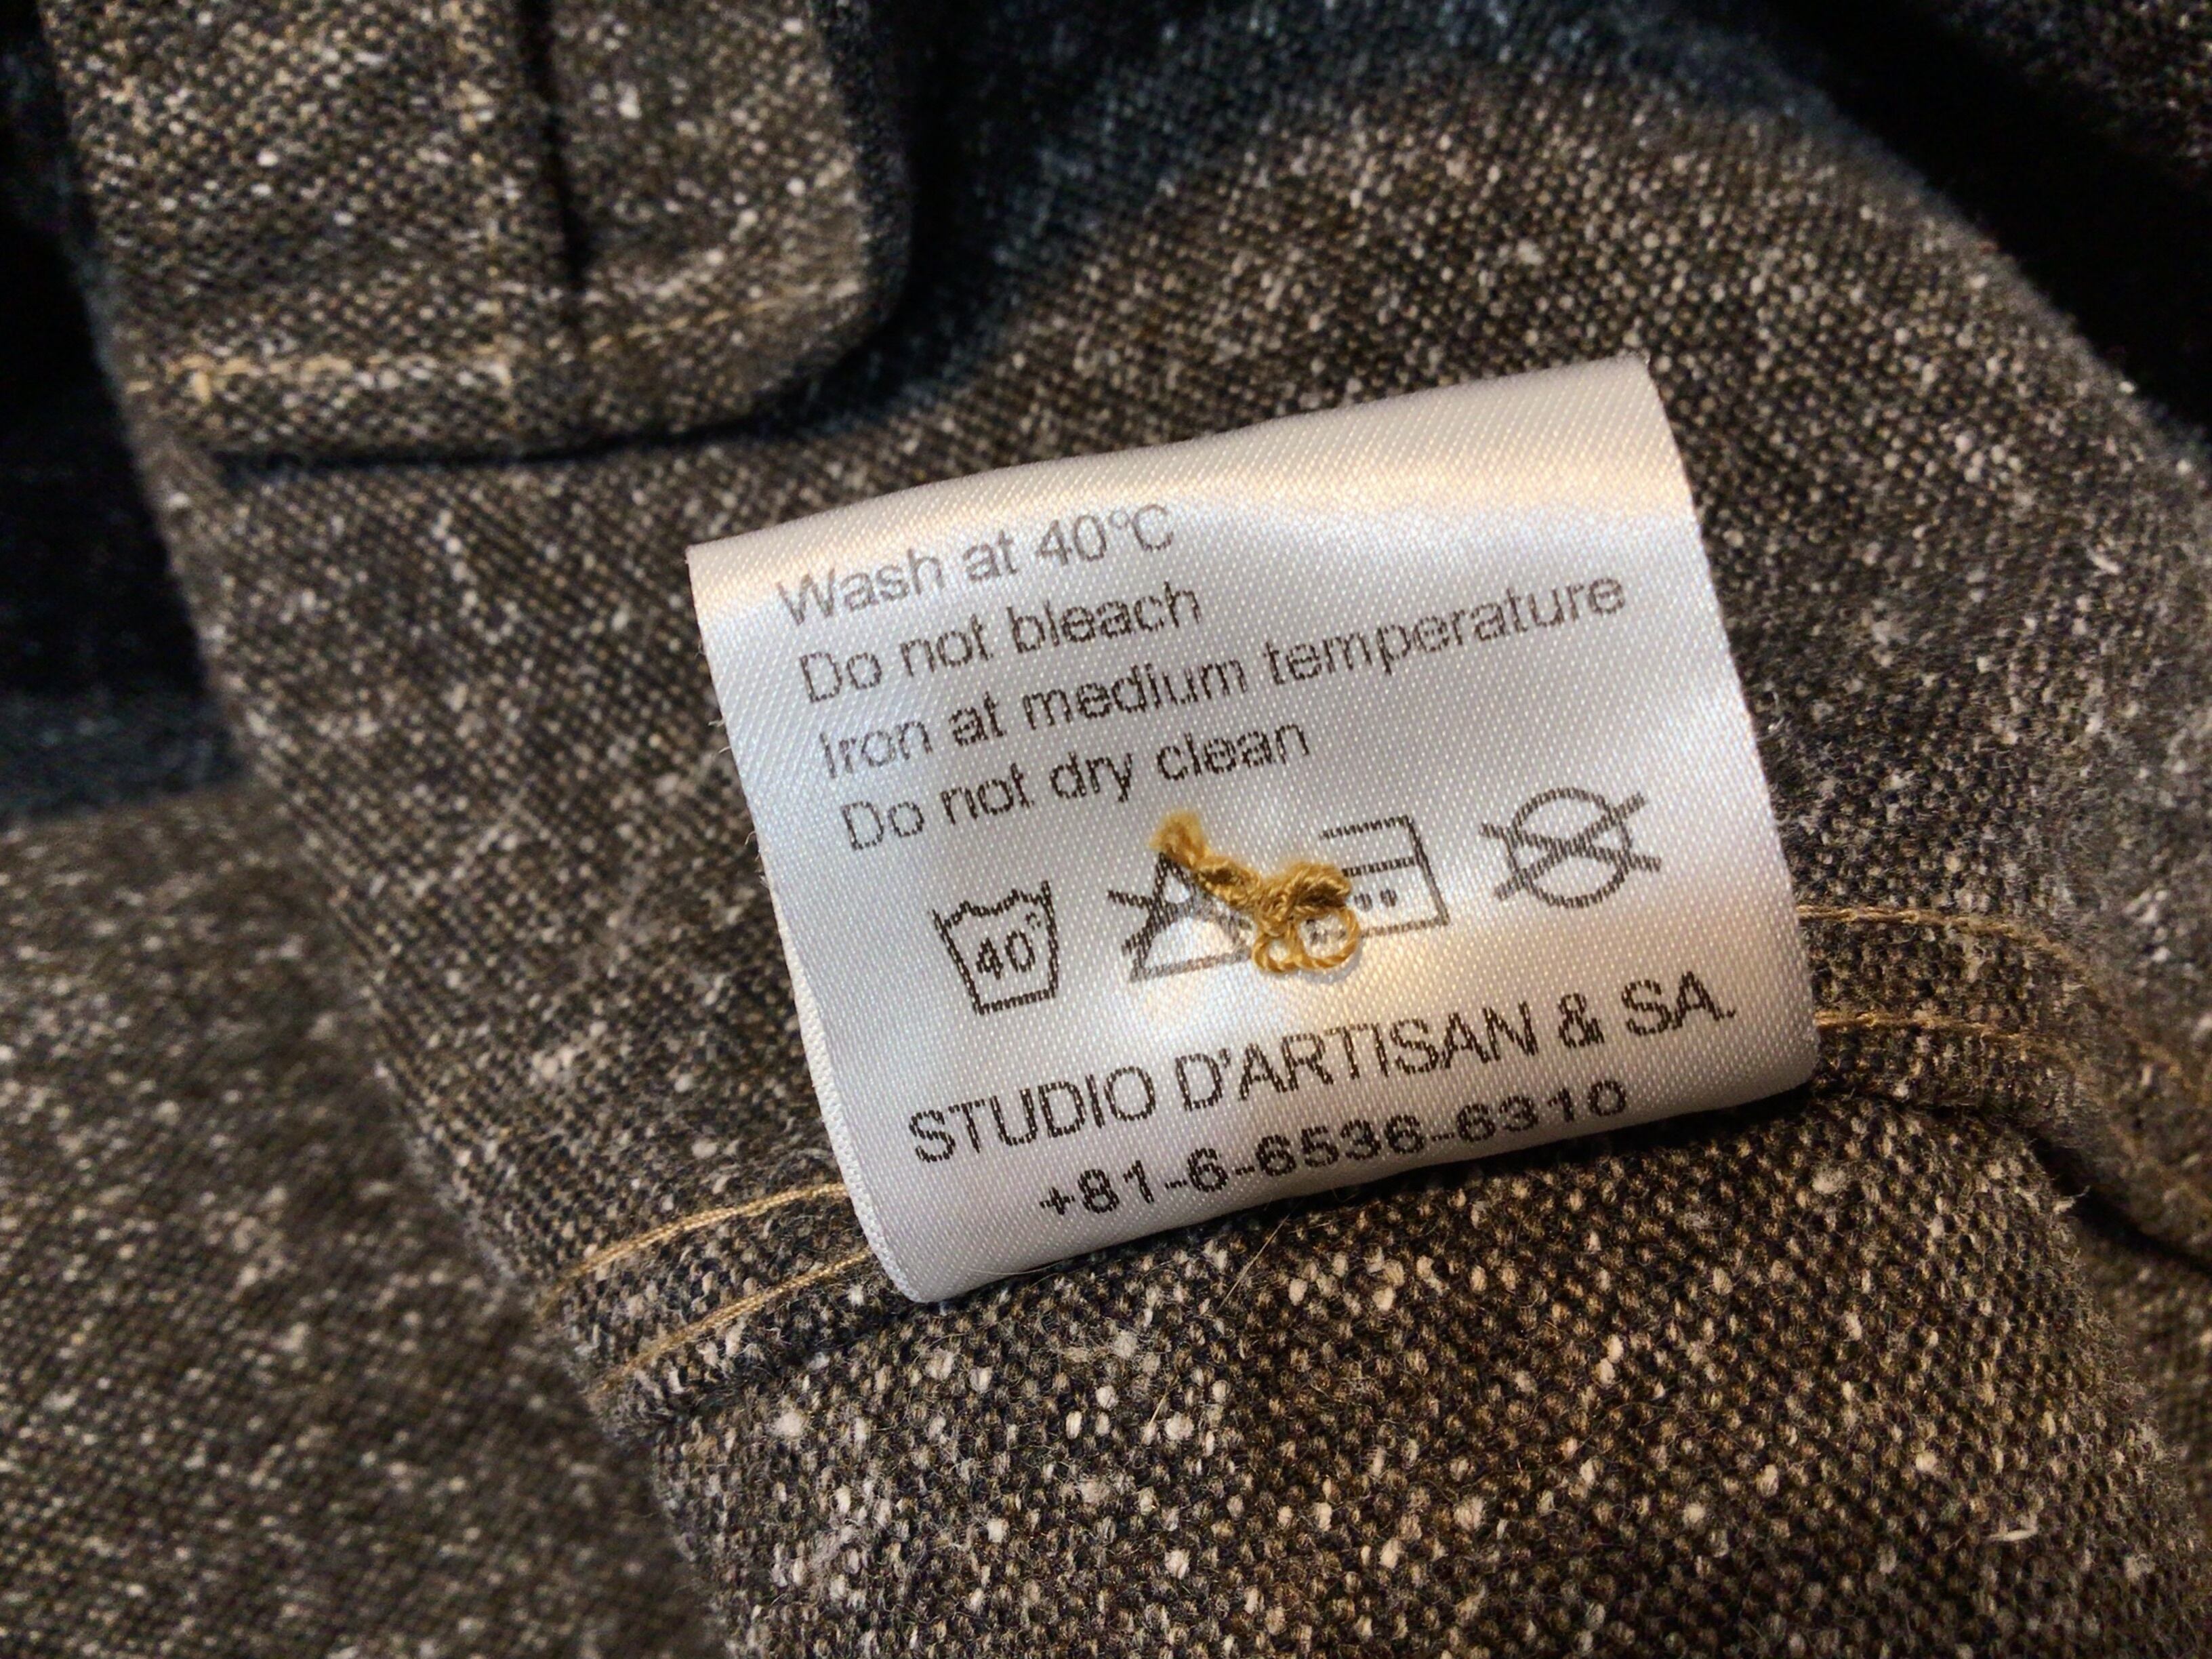 Wash at 40°C
Do not bleach
Iron at medium temperature
Do not dry clean
40°
STUDIO D'ARTISAN & SA.
+81-6-6536-6310